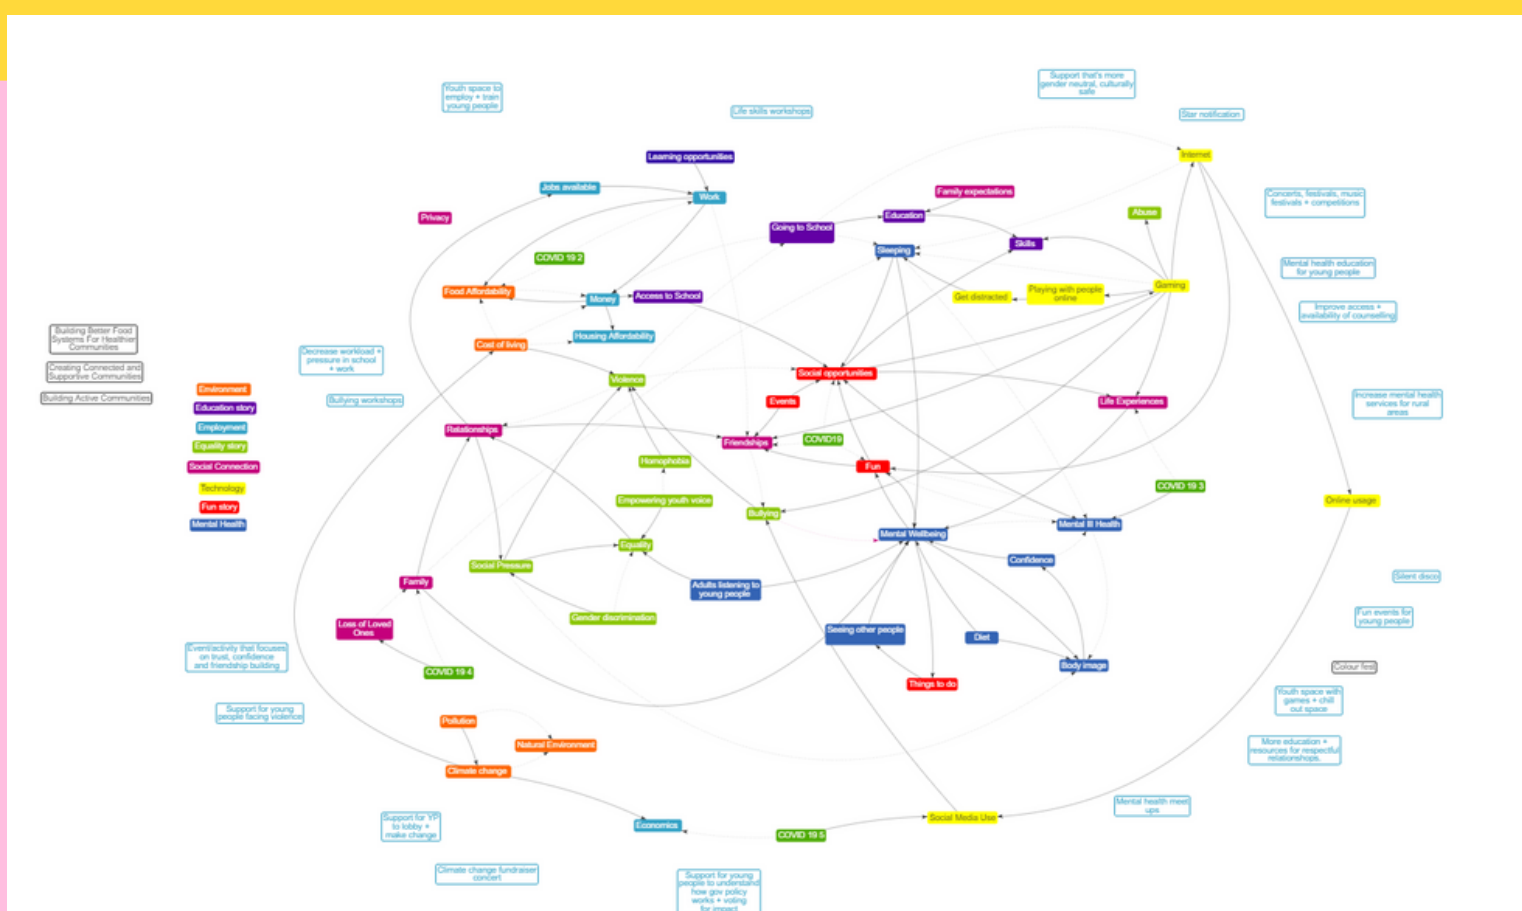 Support that's more
gender neutral, culturally
safe
Youth space to
employ + train
young people
Life skills workshops
Star notification
Internet
Learning opportunities
Jobs available
Work
Family expectations
Concerts, festivals, music
festivals + competitions
Privacy
Education
Abuse
Going to School
Skills
Sleeping
COVID 19 2
Mental health education
for young people
Food Affordability
Money
Access to School
Get distracted
Playing with people
online
Gaming
Improve access +
availability of counselling
Building Better Food
Systems For Healthier
Communities
Housing Affordability
Cost of living
Decrease workload +
pressure in school
+ work
Creating Connected and
Supportive Communities
Violence
Social opportunities
Environment
Building Active Communities
Bullying workshops
Events
Life Experiences
Increase mental health
services for rural
areas
Education story
Employment
Relationships
Friendships
COVID19
Equality story
Homophobia
Social Connection
Fun
Technology
COVID 19 3
Empowering youth voice
Online usage
Fun story
Bullying
Mental Health
Mental Wellbeing
Mental Ill Health
Equality
Confidence
Social Pressure
Family
Adults listening to
young people
Silent disco
Gender discrimination
Fun events for
young people
Loss of Loved
Ones
Seeing other people
Diet
Event/activity that focuses
on trust, confidence
and friendship building
COVID 19 4
Body image
Colour fest
Things to do
Youth space with
games + chill
out space
Support for young
people facing violence
Pollution
Natural Environment
More education +
resources for respectful
relationships.
Climate change
Mental health meet
ups
Support for YP
to lobby +
make change
Economics
COVID 19 5
Social Media Use
Climate change fundraiser
concert
Support for young
people to understand
how gov policy
works + voting
for impact